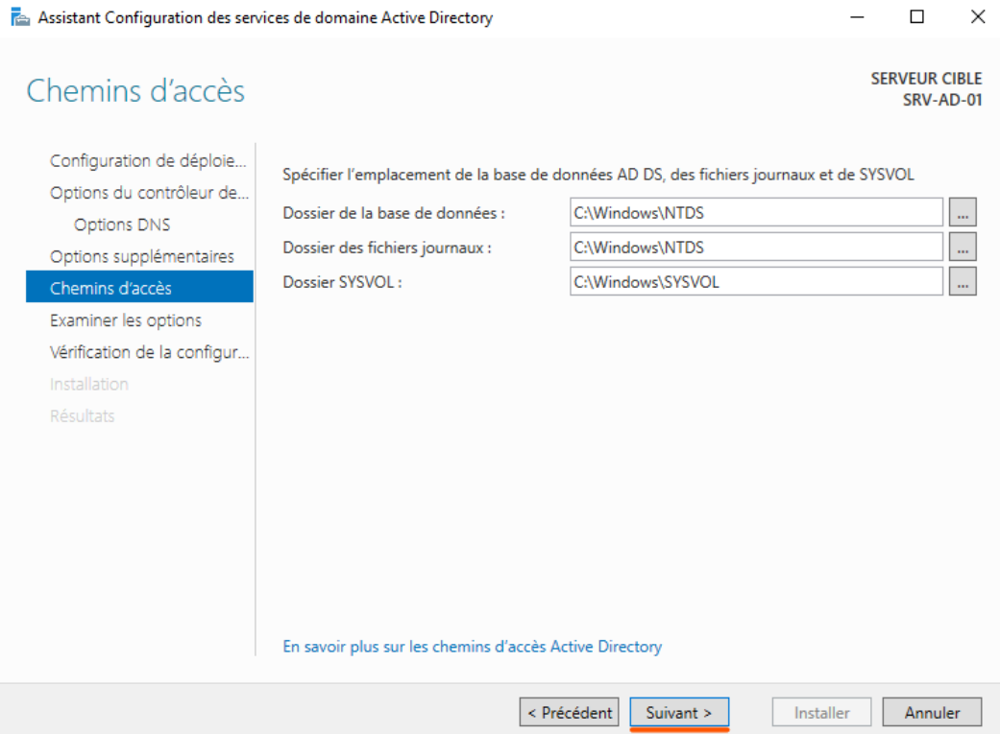 Assistant Configuration des services de domaine Active Directory
Chemins d’accès
SERVEUR CIBLE
SRV-AD-01
Configuration de déploie...
Options du contrôleur de...
Options DNS
Options supplémentaires
Chemins d’accès
Examiner les options
Vérification de la configur...
Installation
Résultats
Spécifier l’emplacement de la base de données AD DS, des fichiers journaux et de SYSVOL
Dossier de la base de données : C:\Windows\NTDS ...
Dossier des fichiers journaux : C:\Windows\NTDS ...
Dossier SYSVOL : C:\Windows\SYSVOL ...
En savoir plus sur les chemins d’accès Active Directory
< Précédent Suivant > Installer Annuler